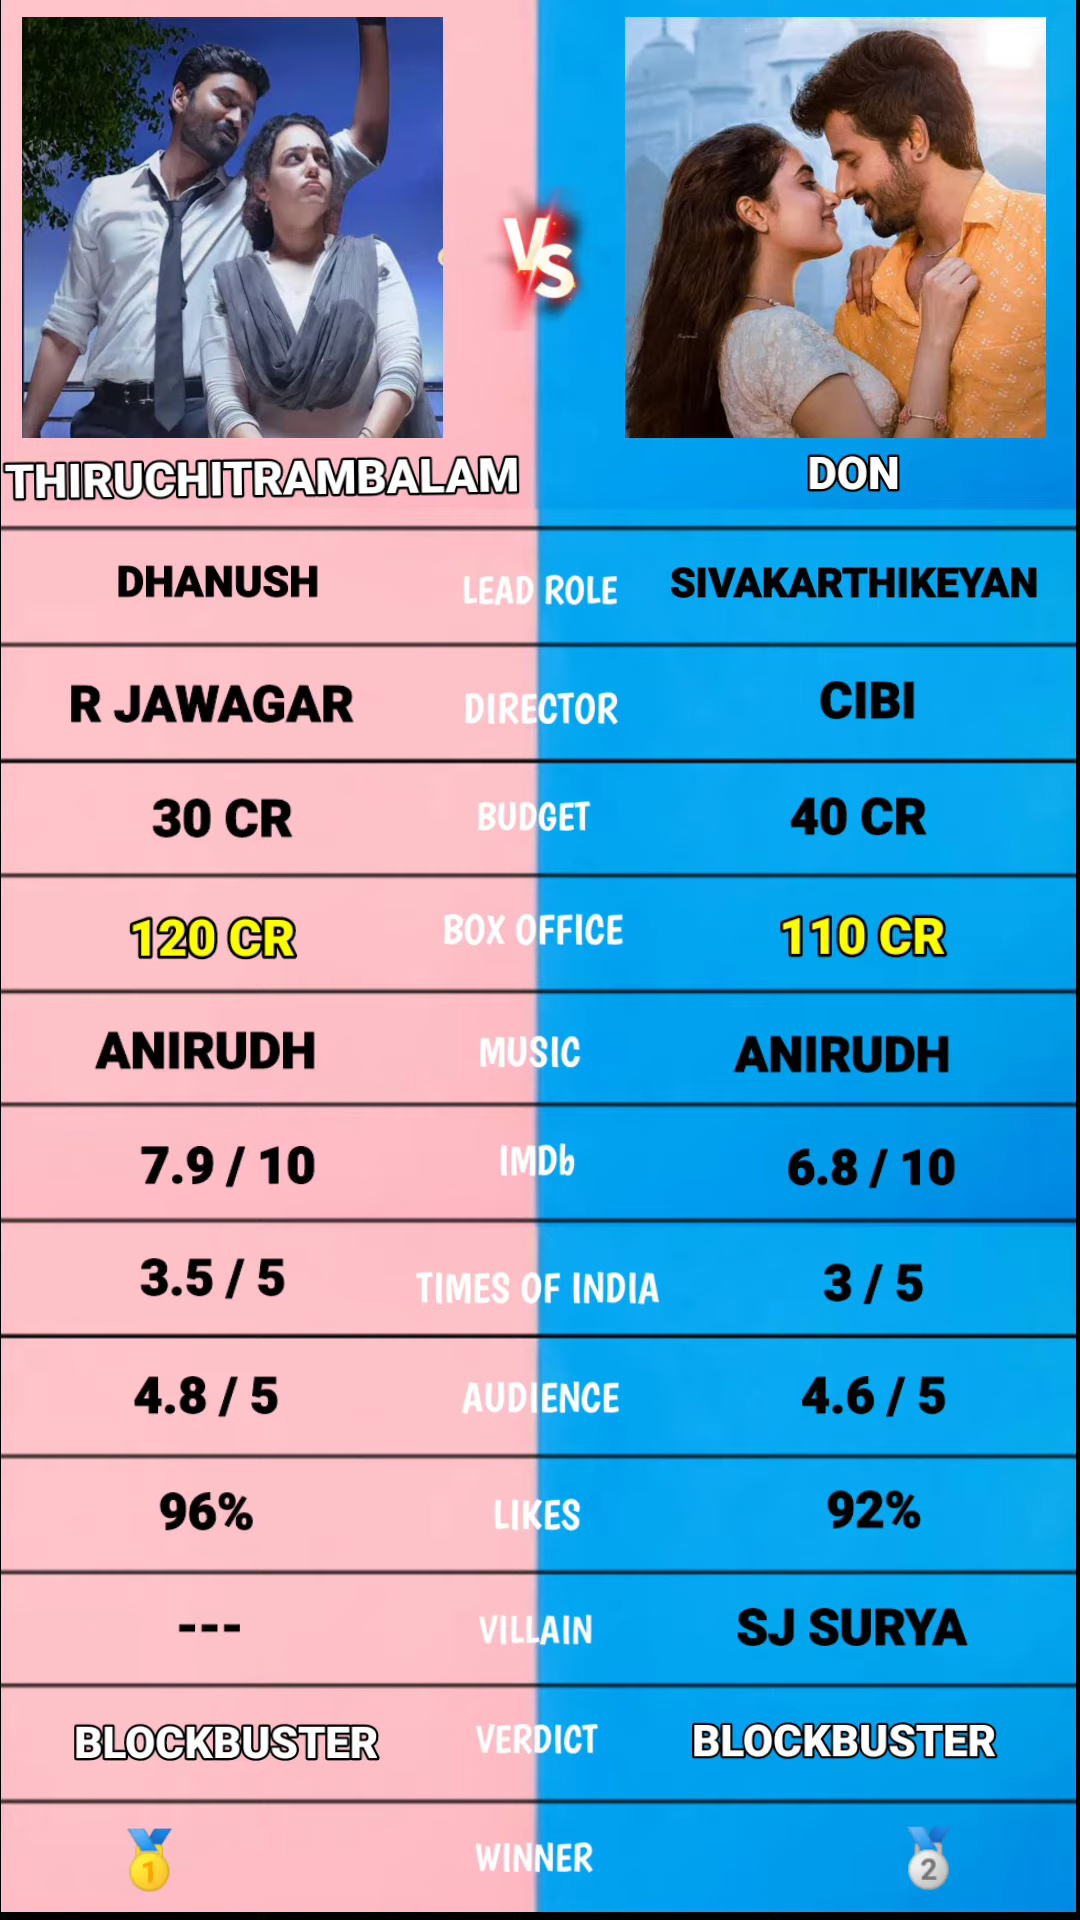 VS
THIRUCHITRAMBALAM
DON
DHANUSH LEAD ROLE SIVAKARTHIKEYAN
R JAWAGAR DIRECTOR CIBI
30 CR BUDGET 40 CR
120 CR BOX OFFICE 110 CR
ANIRUDH MUSIC ANIRUDH
7.9 / 10 IMDb 6.8 / 10
3.5 / 5 TIMES OF INDIA 3 / 5
4.8 / 5 AUDIENCE 4.6 / 5
96% LIKES 92%
--- VILLAIN SJ SURYA
BLOCKBUSTER VERDICT BLOCKBUSTER
1 WINNER 2